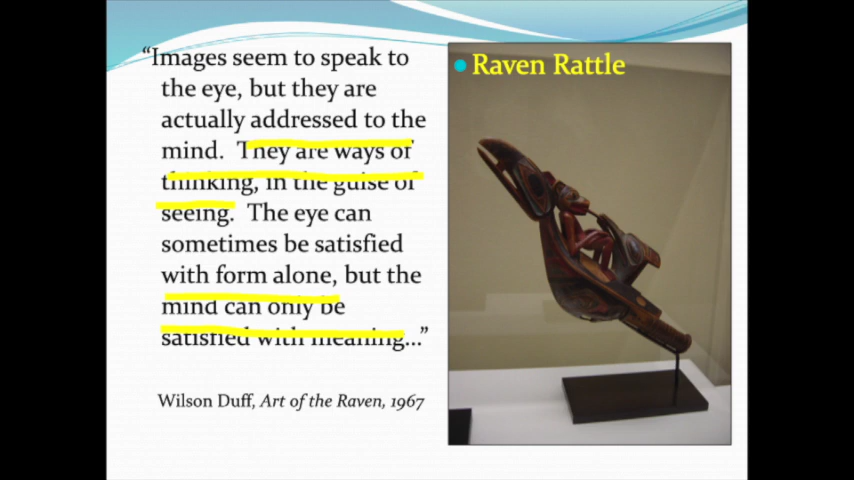 “Images seem to speak to
the eye, but they are
actually addressed to the
mind. They are ways of
thinking, in the guise of
seeing. The eye can
sometimes be satisfied
with form alone, but the
mind can only be
satisfied with meaning...”
Wilson Duff, Art of the Raven, 1967
Raven Rattle